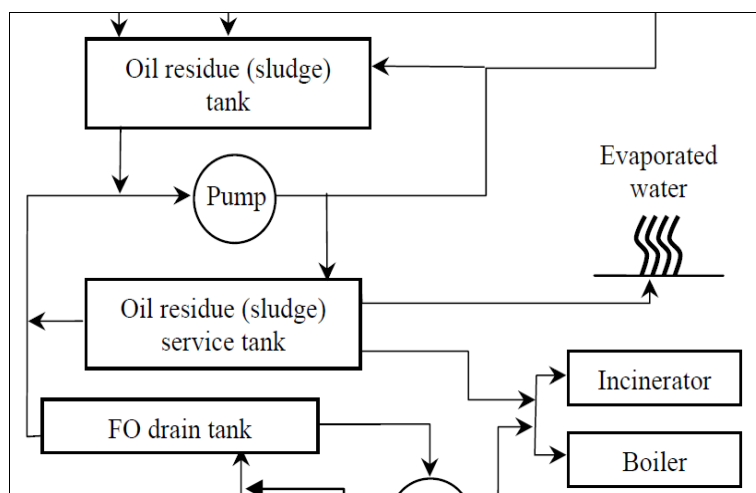 Oil residue (sludge)
tank
Pump
Evaporated
water
Oil residue (sludge)
service tank
Incinerator
FO drain tank
Boiler